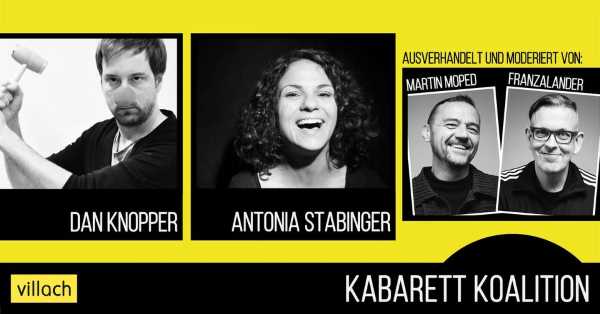 AUSVERHANDELT UND MODERIERT VON:
MARTIN MOPED
FRANZALANDER
DAN KNOPPER
ANTONIA STABINGER
villach
KABARETT KOALITION